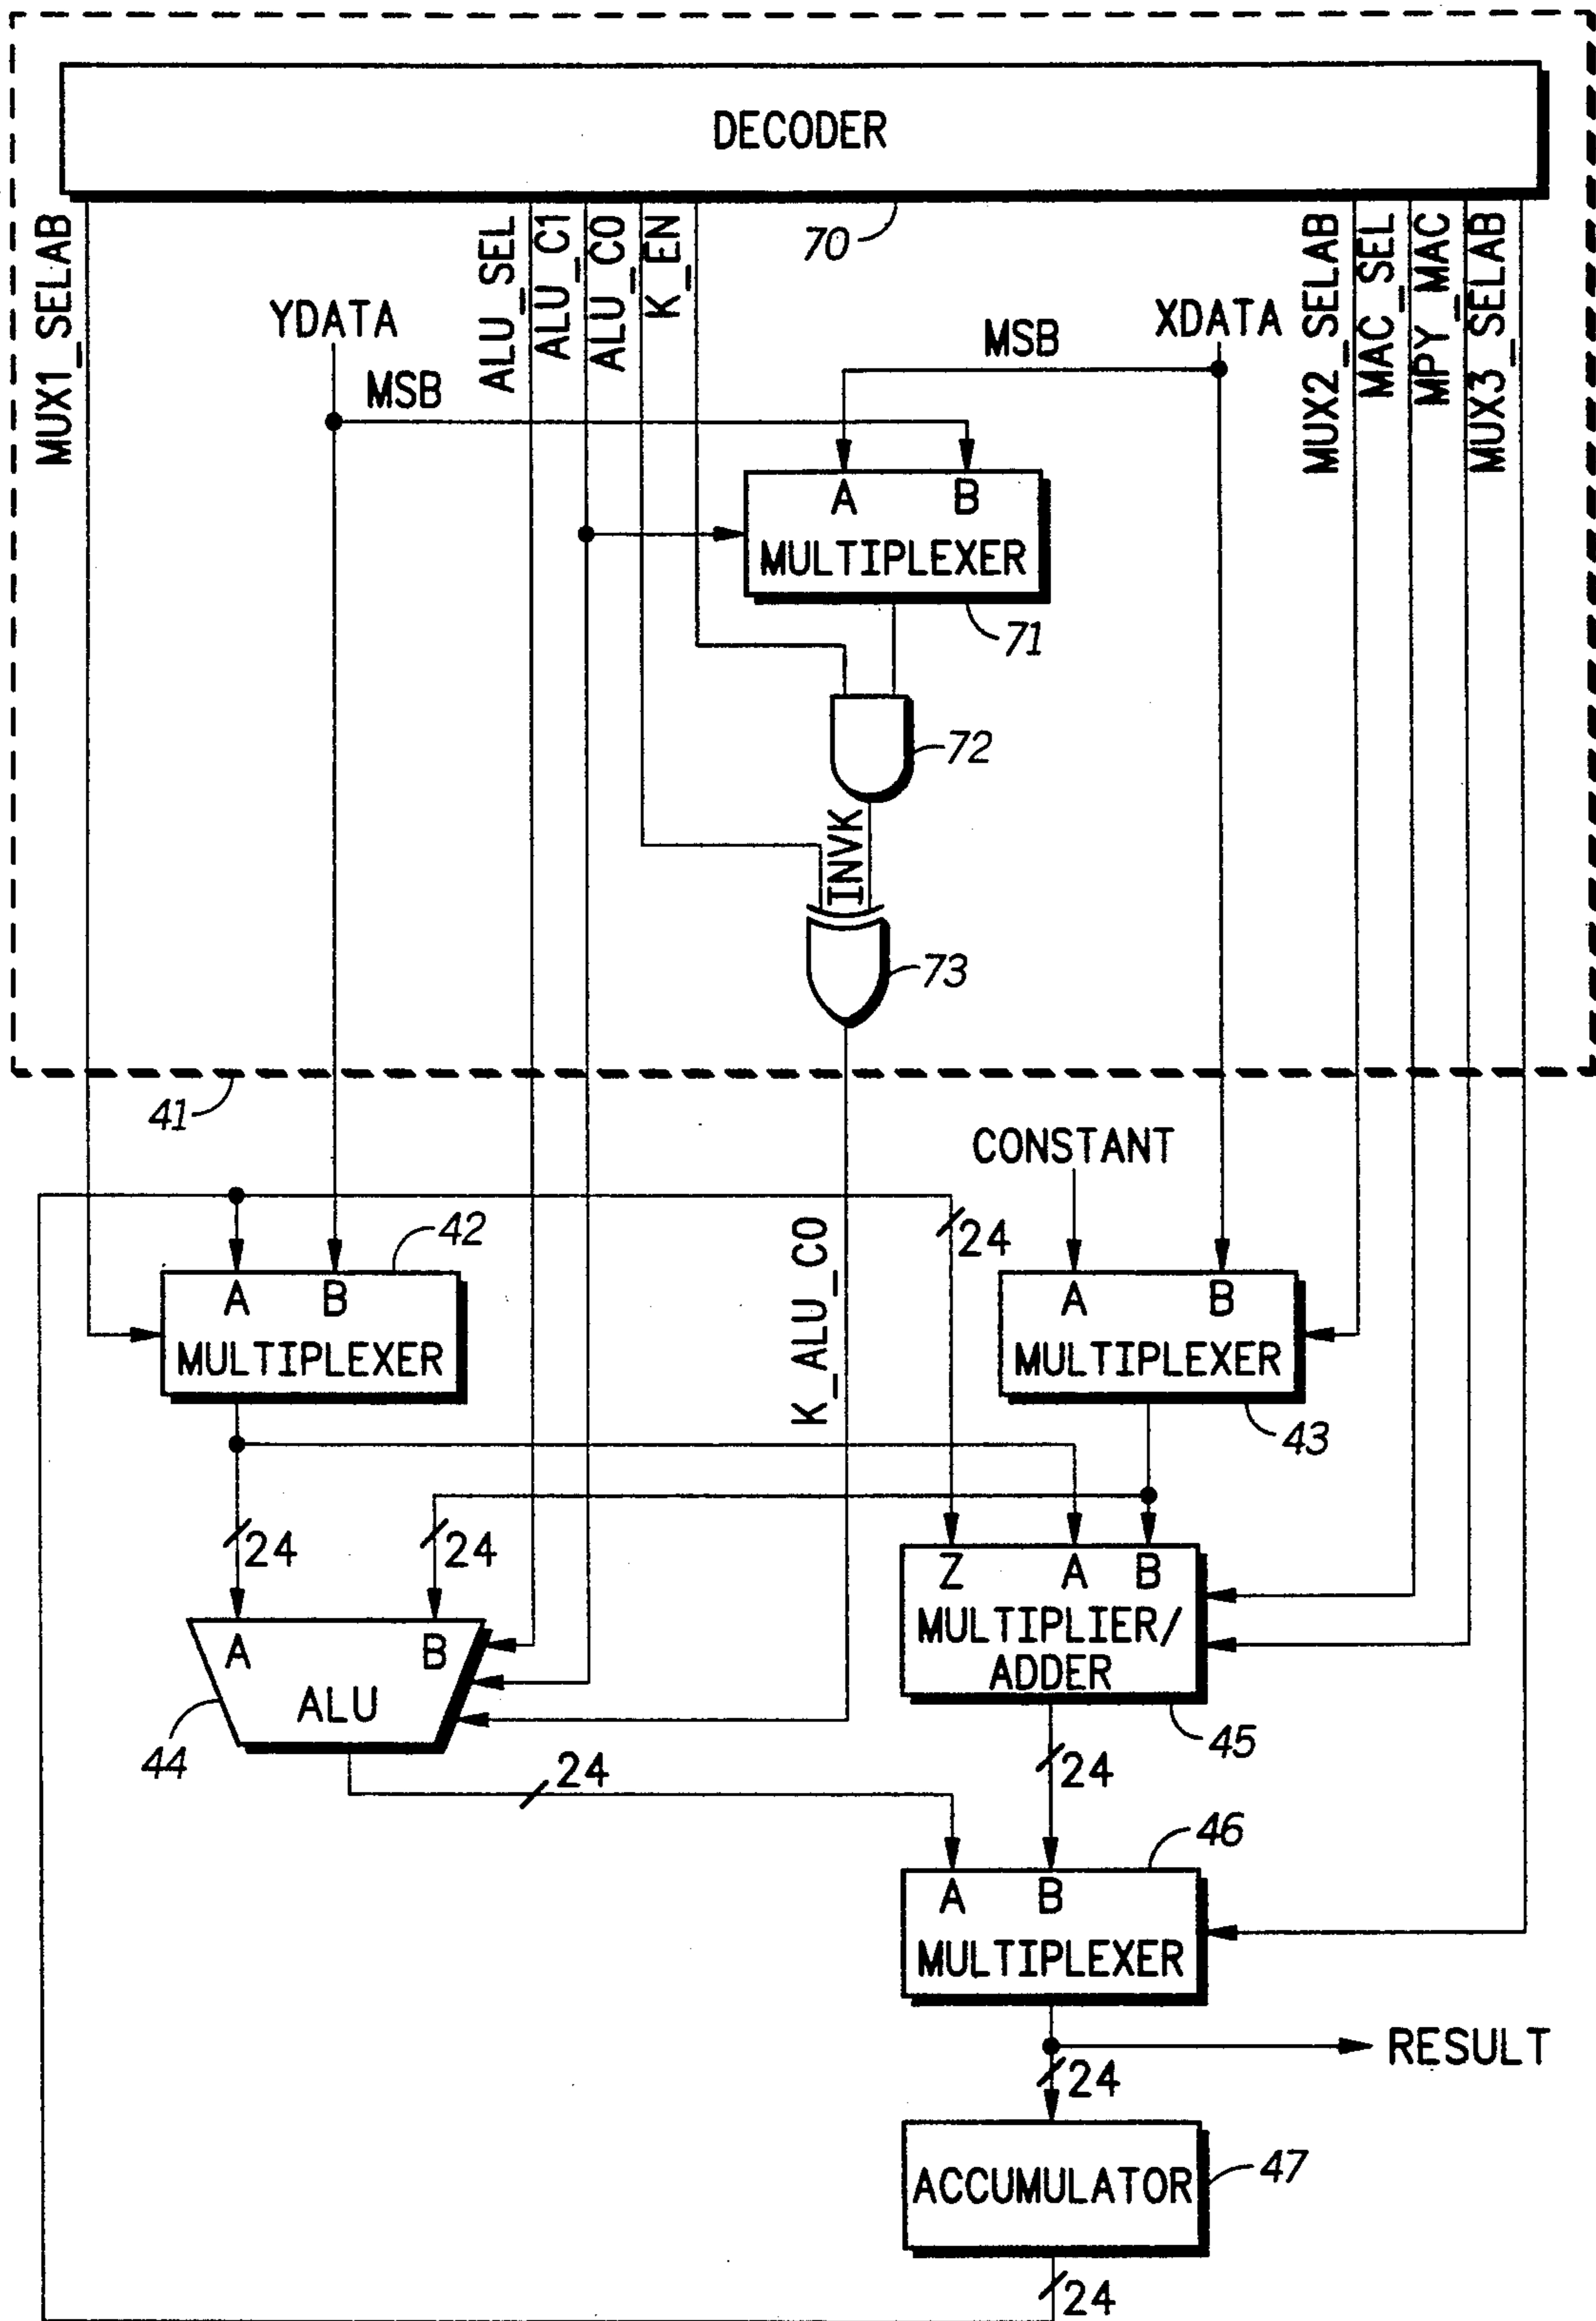 DECODER
70
MUX1_SELAB
ALU_SEL
ALU_C1
ALU_C0
K_EN
MUX2_SELAB
MAC_SEL
MPY_MAC
MUX3_SELAB
YDATA
MSB
MSB
XDATA
A B
MULTIPLEXER
71
72
INVK
73
41
CONSTANT
42
24
K_ALU_C0
A B
MULTIPLEXER
A B
MULTIPLEXER
43
24
24
Z A B
MULTIPLIER/
ADDER
A B
ALU
44
45
24
24
46
A B
MULTIPLEXER
RESULT
24
ACCUMULATOR
47
24